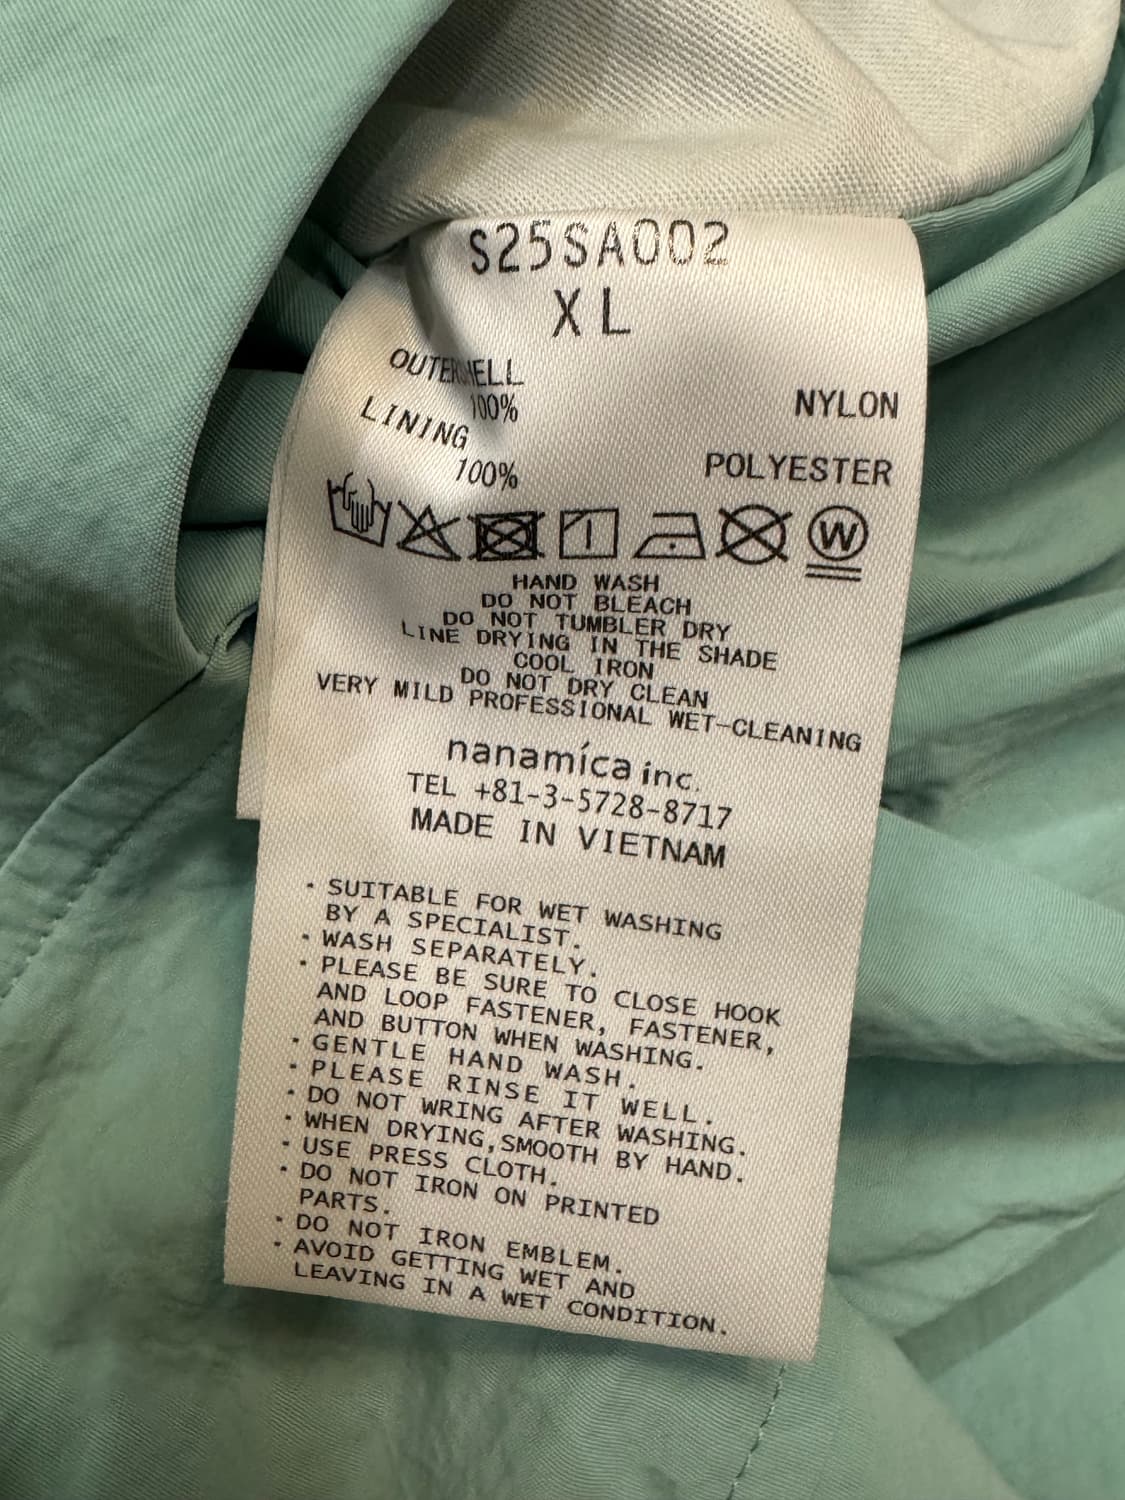 S25SA002
XL
OUTERSHELL
100% NYLON
LINING
100% POLYESTER
W
HAND WASH
DO NOT BLEACH
DO NOT TUMBLER DRY
LINE DRYING IN THE SHADE
COOL IRON
DO NOT DRY CLEAN
VERY MILD PROFESSIONAL WET-CLEANING
nanamíca inc.
TEL +81-3-5728-8717
MADE IN VIETNAM
・SUITABLE FOR WET WASHING
BY A SPECIALIST.
・WASH SEPARATELY.
・PLEASE BE SURE TO CLOSE HOOK
AND LOOP FASTENER, FASTENER,
AND BUTTON WHEN WASHING.
・GENTLE HAND WASH.
・PLEASE RINSE IT WELL.
・DO NOT WRING AFTER WASHING.
・WHEN DRYING,SMOOTH BY HAND.
・USE PRESS CLOTH.
・DO NOT IRON ON PRINTED
PARTS.
・DO NOT IRON EMBLEM.
・AVOID GETTING WET AND
LEAVING IN A WET CONDITION.